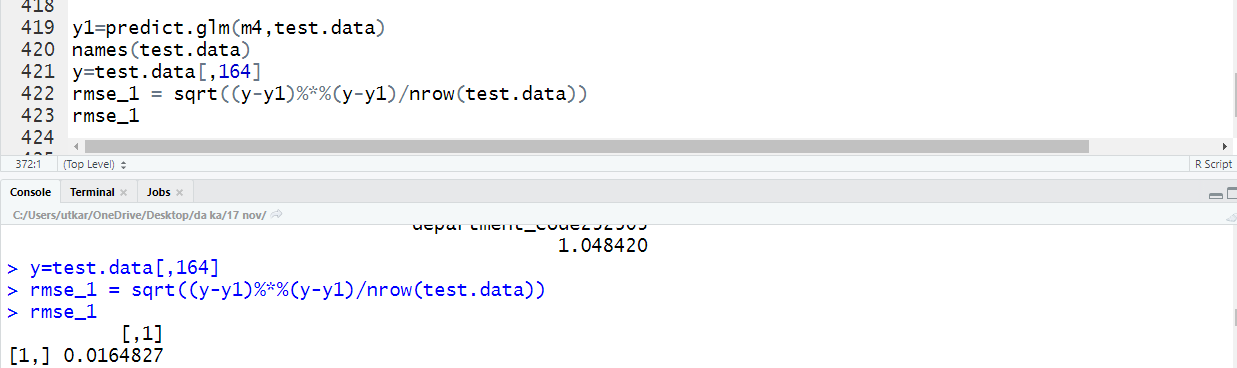 418
419 y1=predict.glm(m4,test.data)
420 names(test.data)
421 y=test.data[,164]
422 rmse_1 = sqrt((y-y1)%*%(y-y1)/nrow(test.data))
423 rmse_1
424
372:1 (Top Level) R Script
Console Terminal Jobs
C:/Users/utkar/OneDrive/Desktop/da ka/17 nov/
1.048420
> y=test.data[,164]
> rmse_1 = sqrt((y-y1)%*%(y-y1)/nrow(test.data))
> rmse_1
[,1]
[1,] 0.0164827